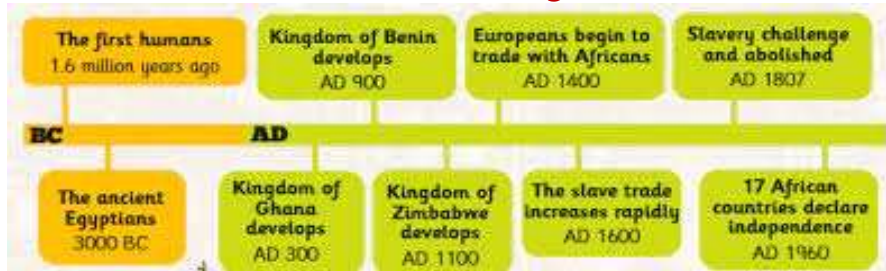 The first humans
1.6 million years ago
Kingdom of Benin
develops
AD 900
Europeans begin to
trade with Africans
AD 1400
Slavery challenge
and abolished
AD 1807
BC
AD
The ancient
Egyptians
3000 BC
Kingdom of
Ghana
develops
AD 300
Kingdom of
Zimbabwe
develops
AD 1100
The slave trade
increases rapidly
AD 1600
17 African
countries declare
independence
AD 1960